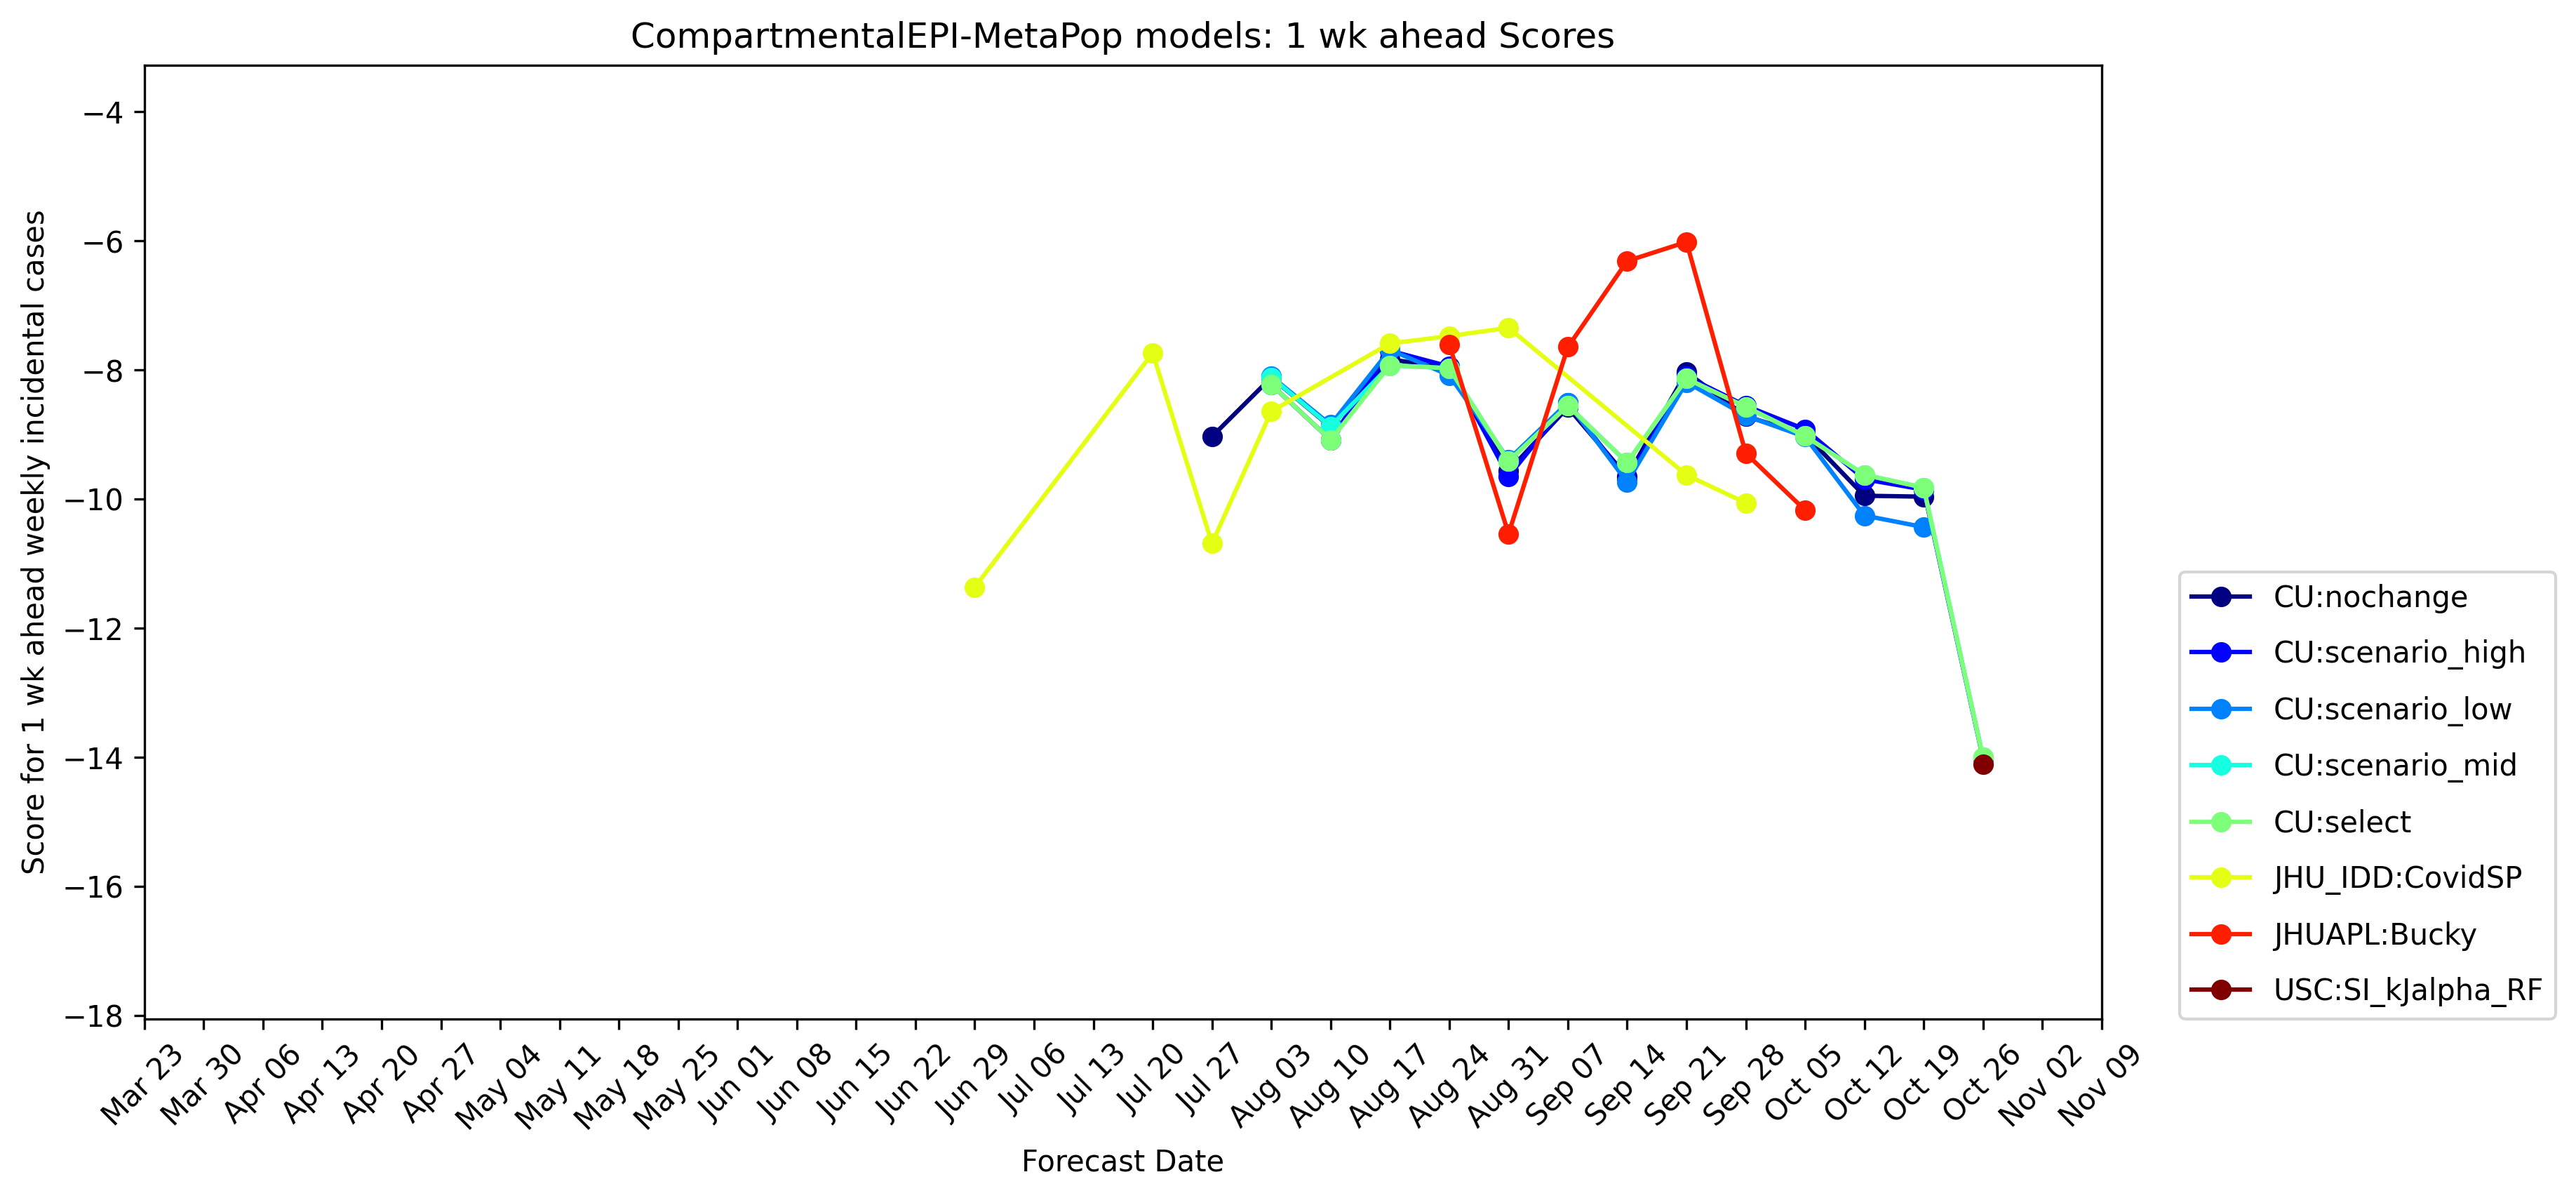 CompartmentalEPI-MetaPop models: 1 wk ahead Scores
Score for 1 wk ahead weekly incidental cases
−4
−6
−8
−10
−12
−14
−16
−18
Mar 23
Mar 30
Apr 06
Apr 13
Apr 20
Apr 27
May 04
May 11
May 18
May 25
Jun 01
Jun 08
Jun 15
Jun 22
Jun 29
Jul 06
Jul 13
Jul 20
Jul 27
Aug 03
Aug 10
Aug 17
Aug 24
Aug 31
Sep 07
Sep 14
Sep 21
Sep 28
Oct 05
Oct 12
Oct 19
Oct 26
Nov 02
Nov 09
Forecast Date
CU:nochange
CU:scenario_high
CU:scenario_low
CU:scenario_mid
CU:select
JHU_IDD:CovidSP
JHUAPL:Bucky
USC:SI_kJalpha_RF